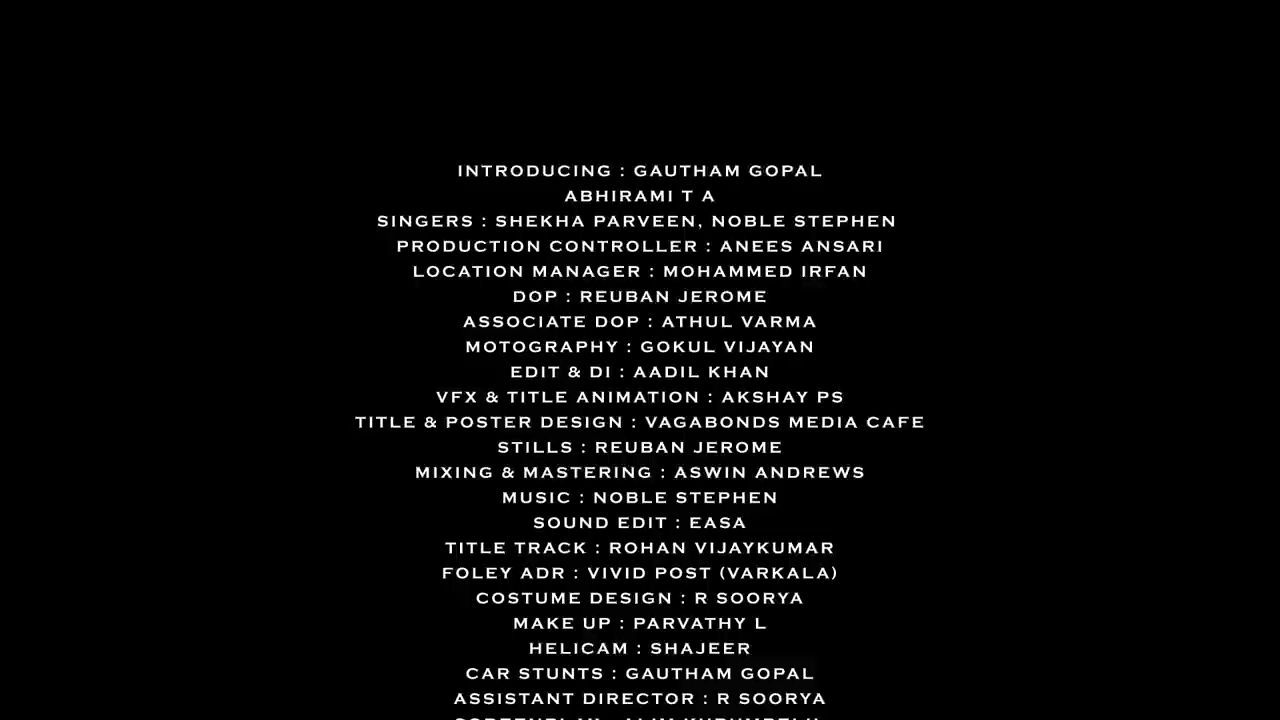 INTRODUCING : GAUTHAM GOPAL
ABHIRAMI T A
SINGERS : SHEKHA PARVEEN, NOBLE STEPHEN
PRODUCTION CONTROLLER : ANEES ANSARI
LOCATION MANAGER : MOHAMMED IRFAN
DOP : REUBAN JEROME
ASSOCIATE DOP : ATHUL VARMA
MOTOGRAPHY : GOKUL VIJAYAN
EDIT & DI : AADIL KHAN
VFX & TITLE ANIMATION : AKSHAY PS
TITLE & POSTER DESIGN : VAGABONDS MEDIA CAFE
STILLS : REUBAN JEROME
MIXING & MASTERING : ASWIN ANDREWS
MUSIC : NOBLE STEPHEN
SOUND EDIT : EASA
TITLE TRACK : ROHAN VIJAYKUMAR
FOLEY ADR : VIVID POST (VARKALA)
COSTUME DESIGN : R SOORYA
MAKE UP : PARVATHY L
HELICAM : SHAJEER
CAR STUNTS : GAUTHAM GOPAL
ASSISTANT DIRECTOR : R SOORYA